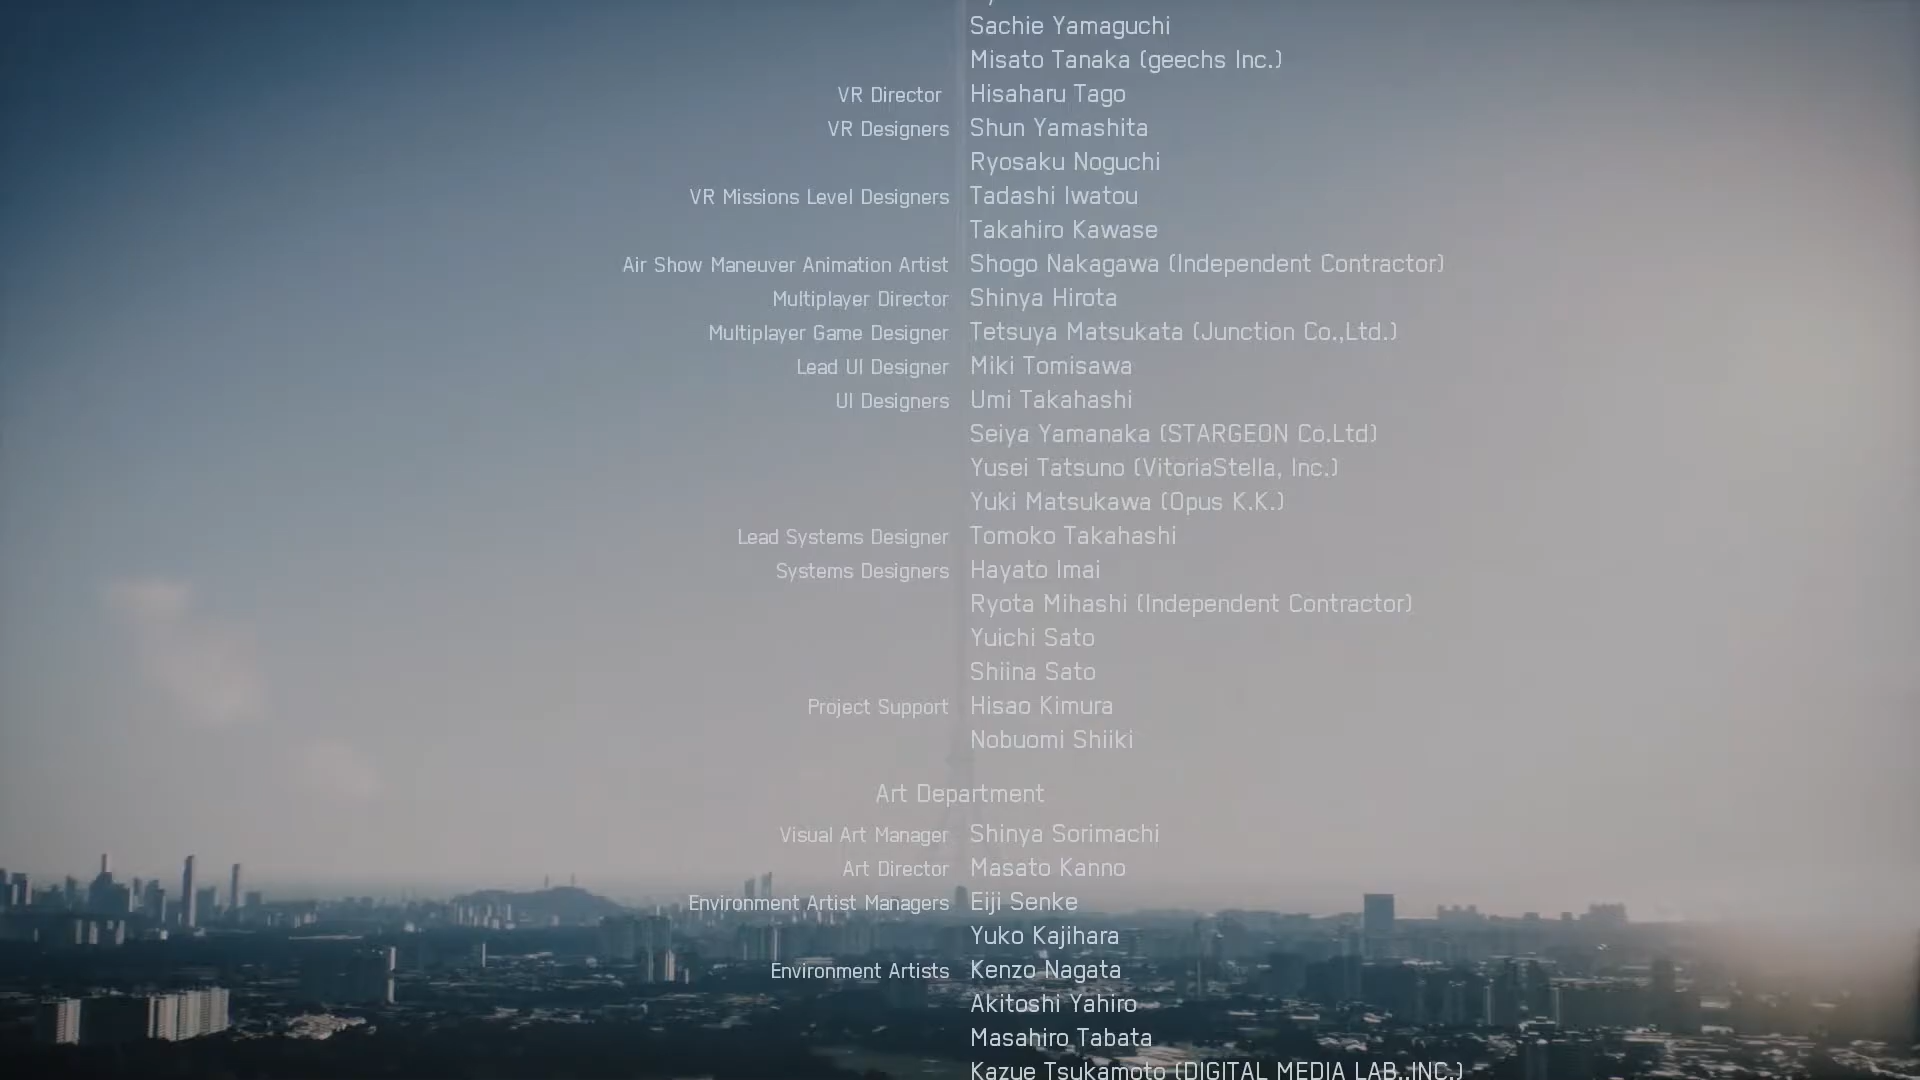 Sachie Yamaguchi
Misato Tanaka (geechs Inc.)
VR Director Hisaharu Tago
VR Designers Shun Yamashita
Ryosaku Noguchi
VR Missions Level Designers Tadashi Iwatou
Takahiro Kawase
Air Show Maneuver Animation Artist Shogo Nakagawa (Independent Contractor)
Multiplayer Director Shinya Hirota
Multiplayer Game Designer Tetsuya Matsukata (Junction Co.,Ltd.)
Lead UI Designer Miki Tomisawa
UI Designers Umi Takahashi
Seiya Yamanaka (STARGEON Co.Ltd)
Yusei Tatsuno (VitoriaStella, Inc.)
Yuki Matsukawa (Opus K.K.)
Lead Systems Designer Tomoko Takahashi
Systems Designers Hayato Imai
Ryota Mihashi (Independent Contractor)
Yuichi Sato
Shiina Sato
Project Support Hisao Kimura
Nobuomi Shiiki
Art Department
Visual Art Manager Shinya Sorimachi
Art Director Masato Kanno
Environment Artist Managers Eiji Senke
Yuko Kajihara
Environment Artists Kenzo Nagata
Akitoshi Yahiro
Masahiro Tabata
Kazue Tsukamoto (DIGITAL MEDIA LAB.,INC.)